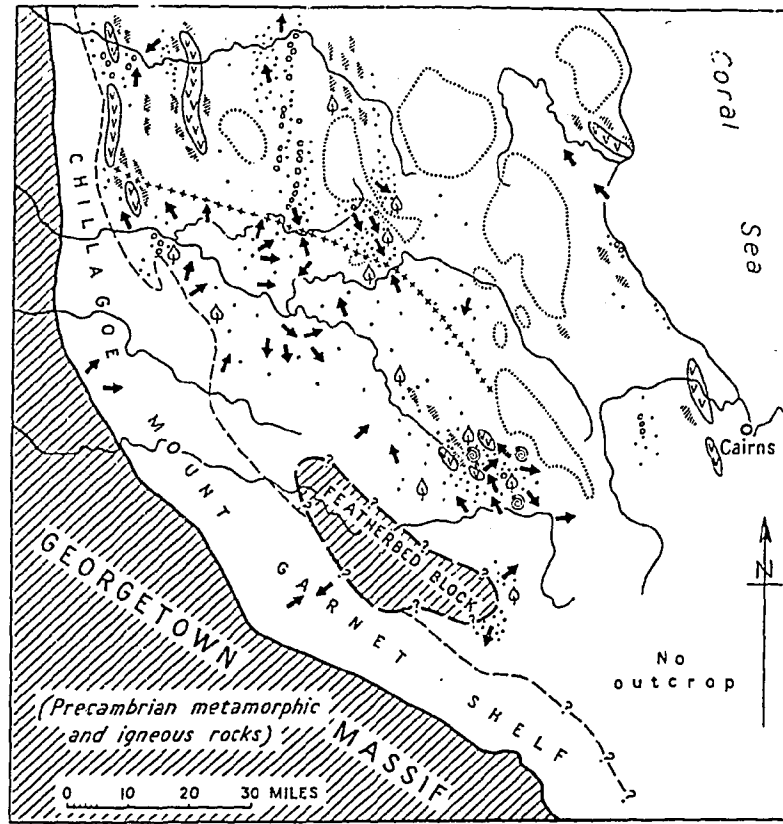 Coral
Sea
CHILLAGOE
MOUNT
GARNET
SHELF
Cairns
FEATHERBED BLOCK
N
GEORGETOWN
MASSIF
(Precambrian metamorphic
and igneous rocks)
No
outcrop
0 10 20 30 MILES